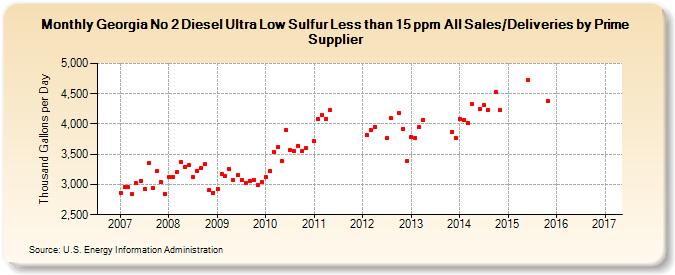 Monthly Georgia No 2 Diesel Ultra Low Sulfur Less than 15 ppm All Sales/Deliveries by Prime
Supplier
Thousand Gallons per Day
5,000
4,500
4,000
3,500
3,000
2,500
2007 2008 2009 2010 2011 2012 2013 2014 2015 2016 2017
Source: U.S. Energy Information Administration